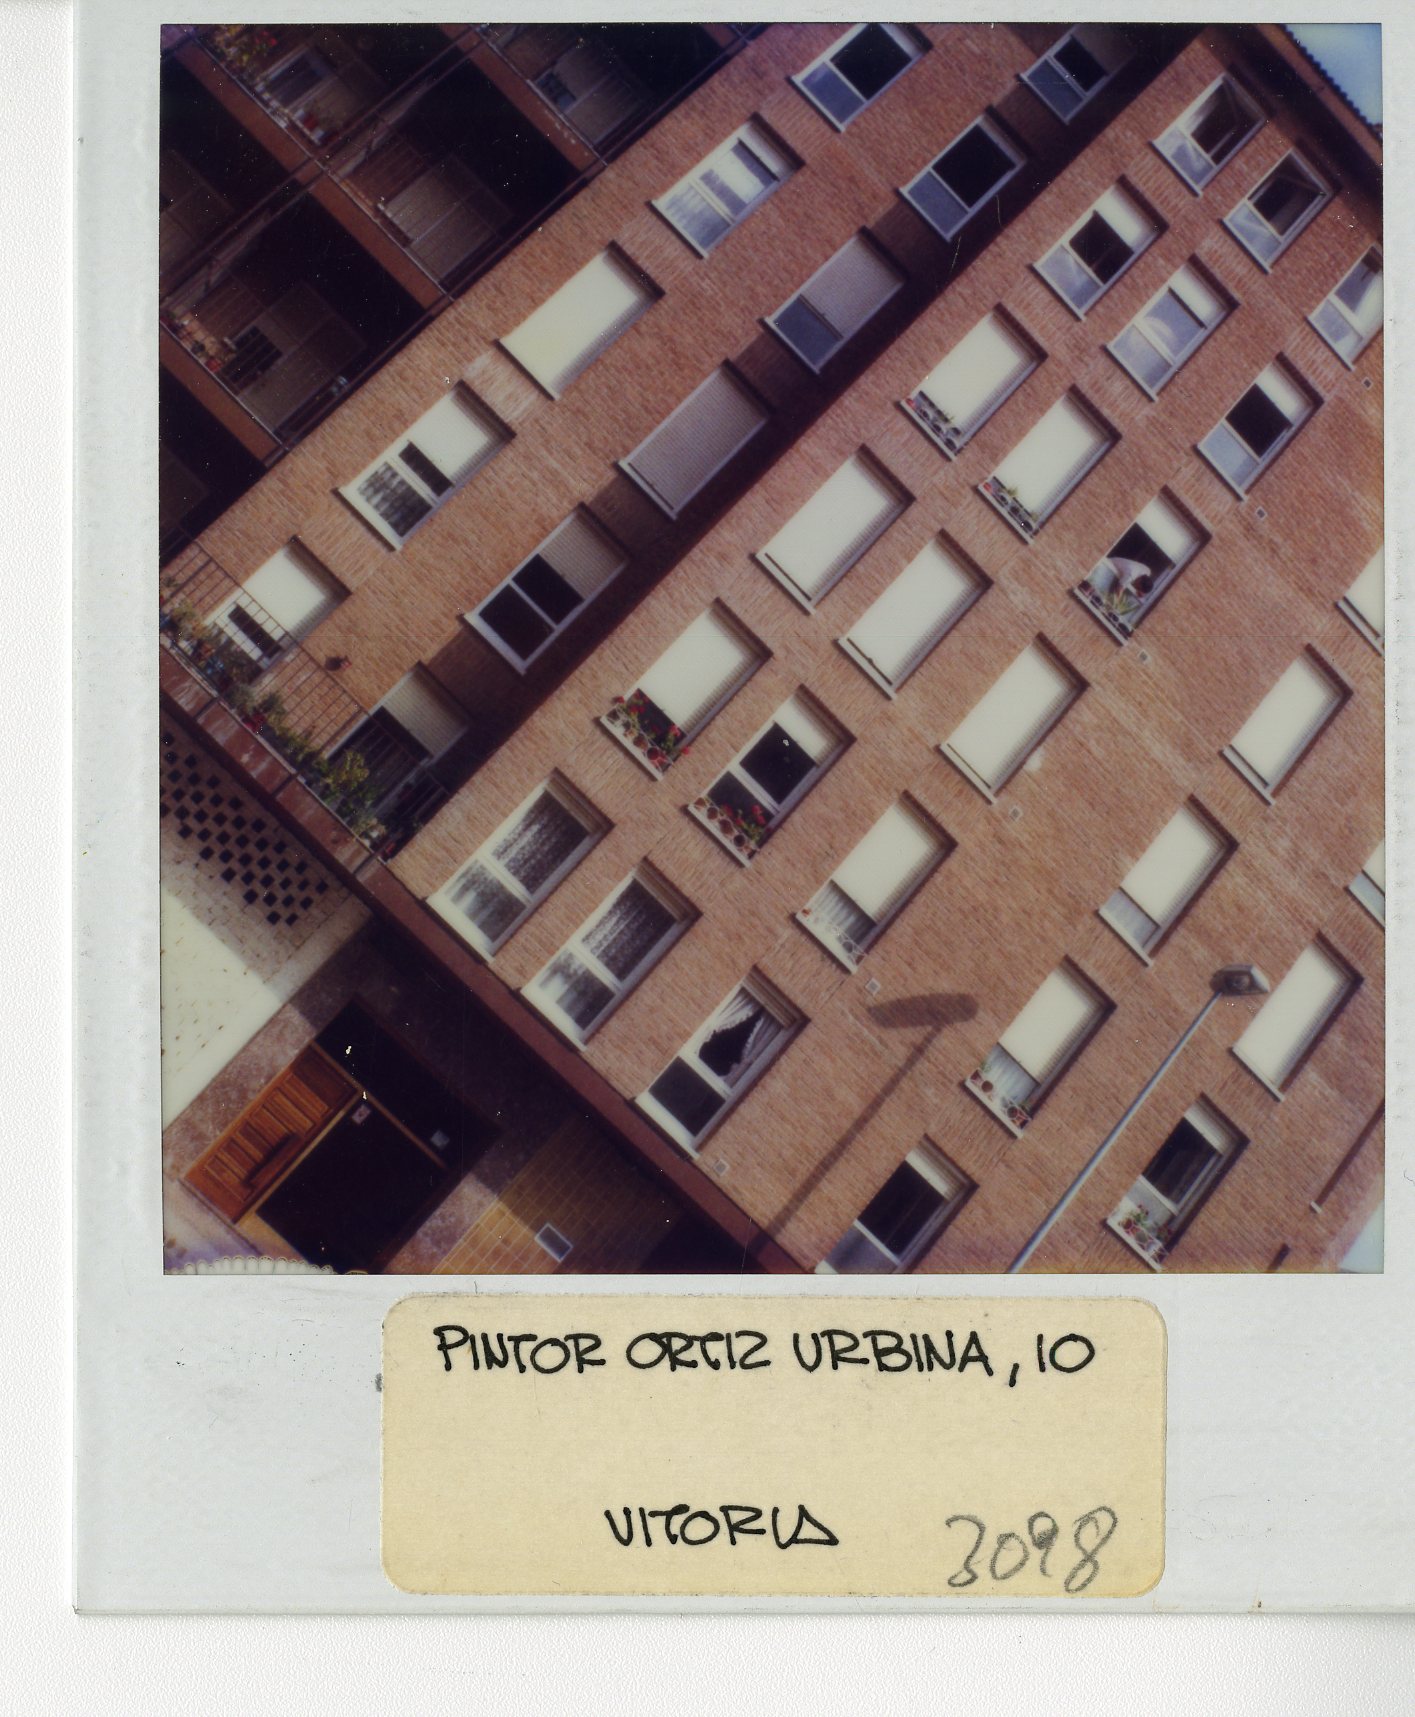 PINTOR ORTIZ URBINA, 10
VITORIA 3098